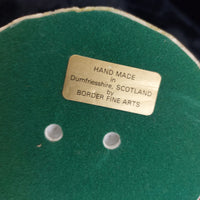 HAND MADE
in
Dumfriesshire, SCOTLAND
by
BORDER FINE ARTS